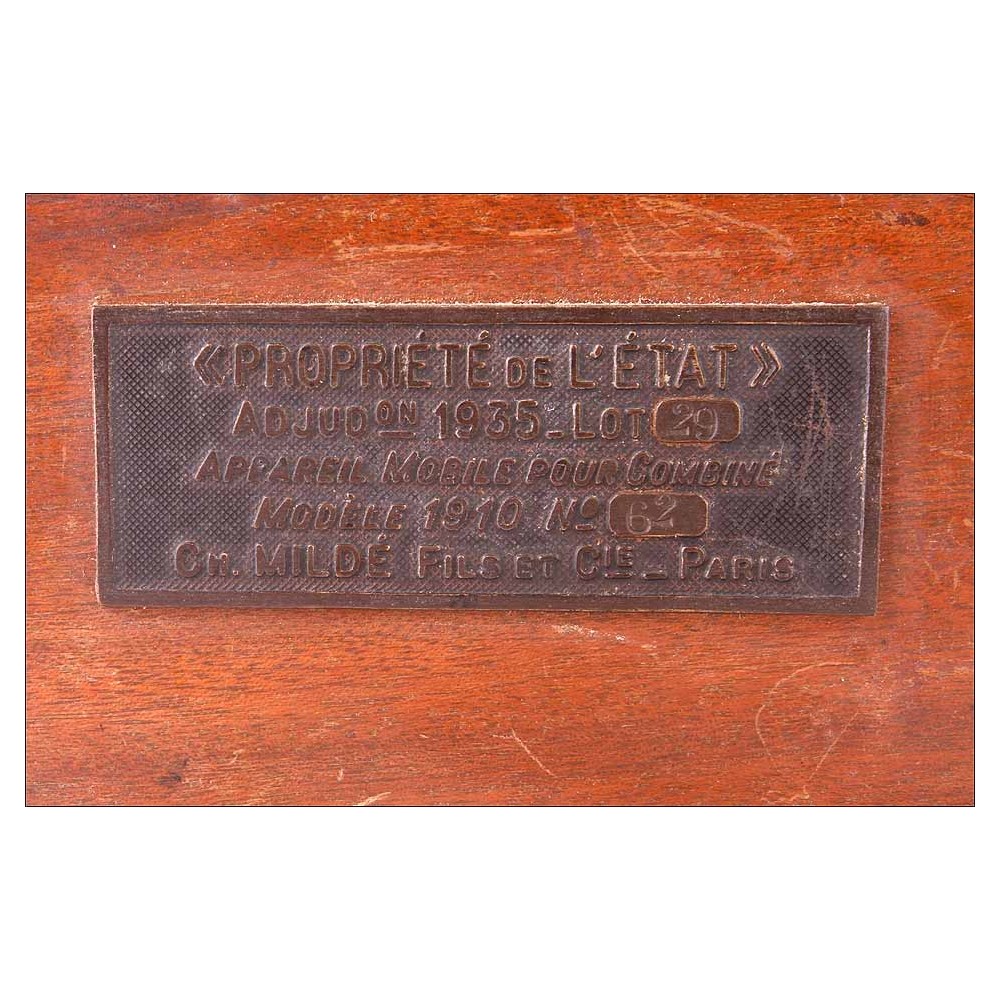 «PROPRIÉTÉ DE L'ÉTAT»
ADJUDON 1935_LOT 29
APPAREIL MOBILE POUR COMBINÉ
MODÈLE 1910 No 62
CH. MILDÉ FILS ET CIE_PARIS